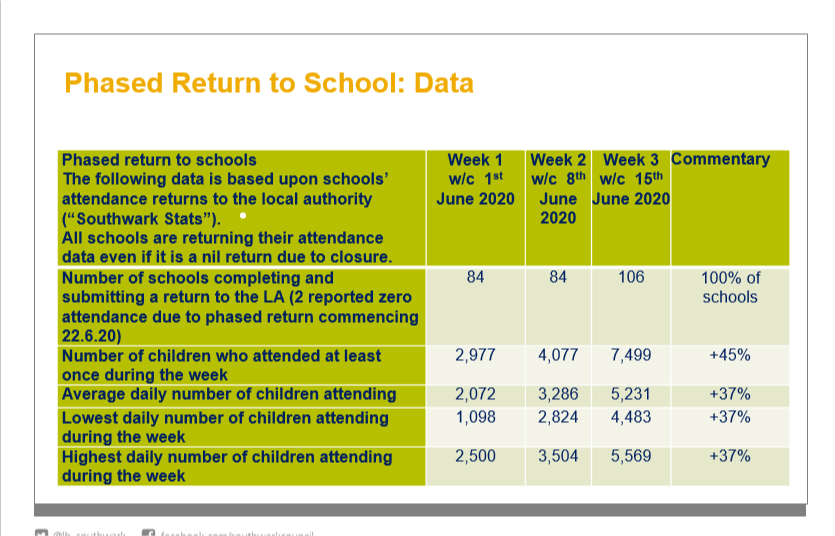 Phased Return to School: Data
Phased return to schools
The following data is based upon schools’
attendance returns to the local authority
(“Southwark Stats”).
All schools are returning their attendance
data even if it is a nil return due to closure.
Week 1
w/c 1st
June 2020
Week 2
w/c 8th
June
2020
Week 3
w/c 15th
June 2020
Commentary
Number of schools completing and
submitting a return to the LA (2 reported zero
attendance due to phased return commencing
22.6.20)
84
84
106
100% of
schools
Number of children who attended at least
once during the week
2,977
4,077
7,499
+45%
Average daily number of children attending
2,072
3,286
5,231
+37%
Lowest daily number of children attending
during the week
1,098
2,824
4,483
+37%
Highest daily number of children attending
during the week
2,500
3,504
5,569
+37%